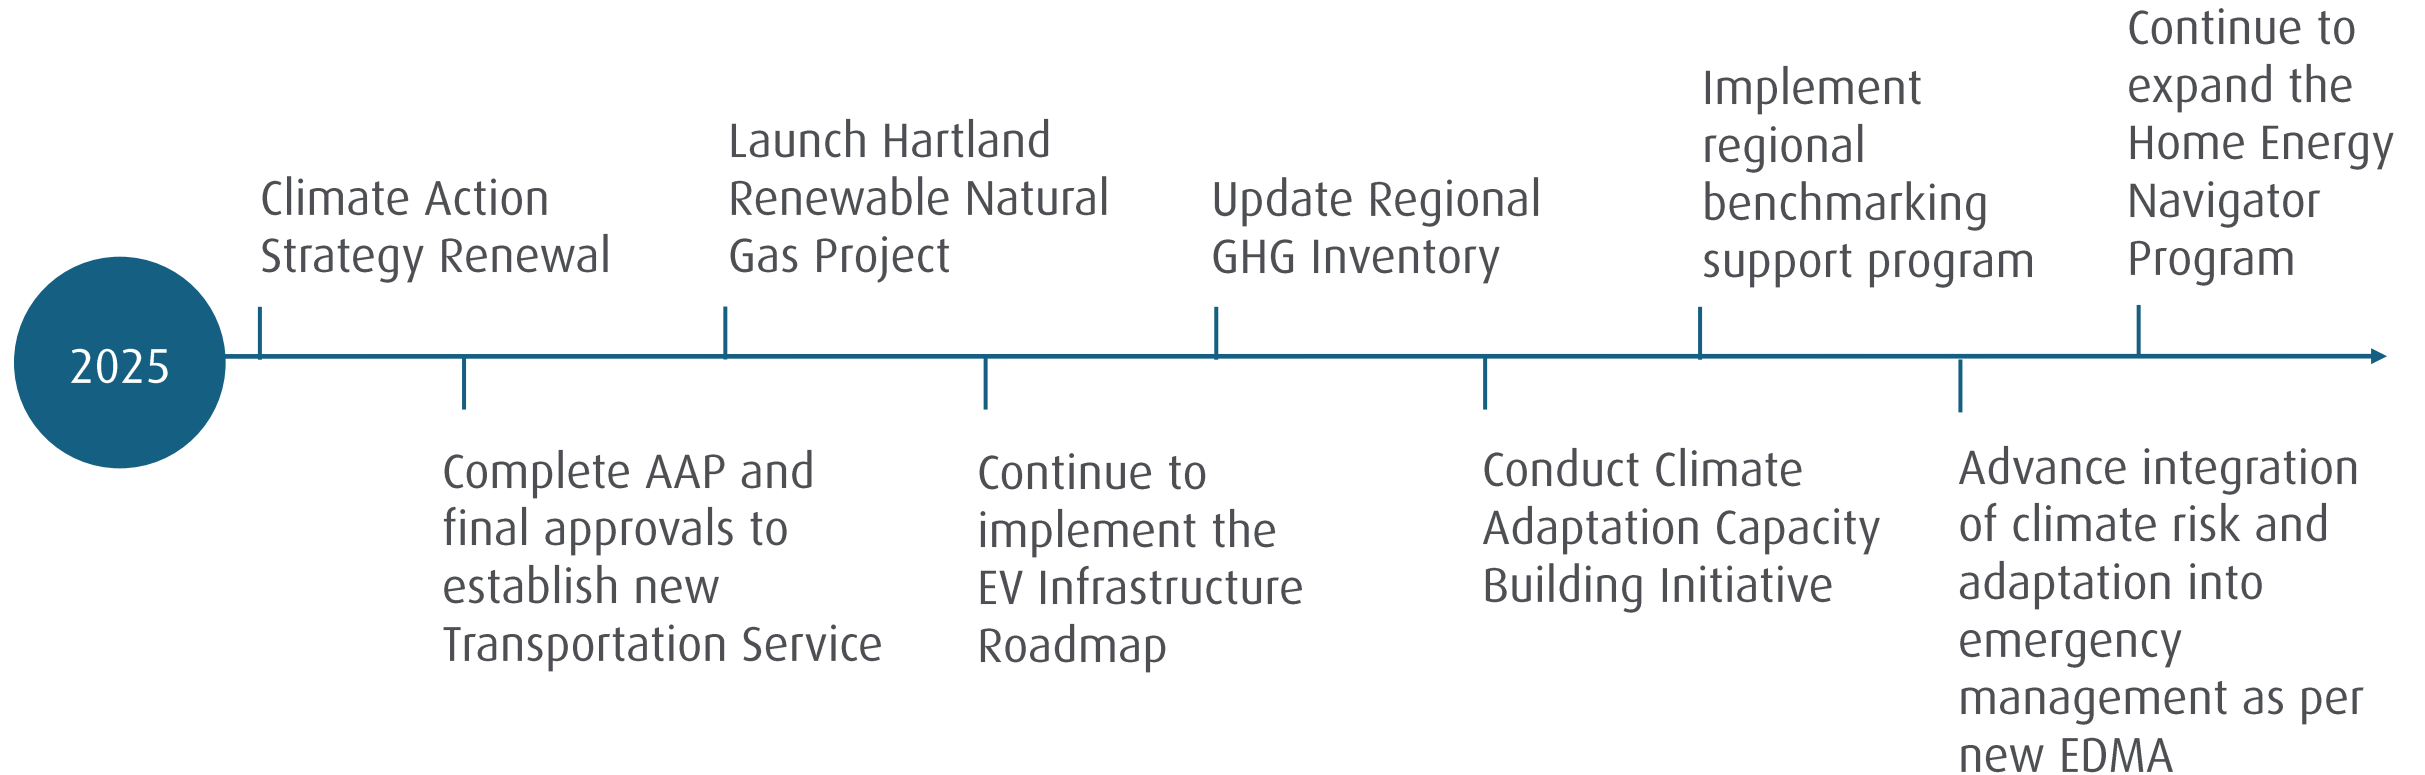 2025
Climate Action
Strategy Renewal
Complete AAP and
final approvals to
establish new
Transportation Service
Launch Hartland
Renewable Natural
Gas Project
Continue to
implement the
EV Infrastructure
Roadmap
Update Regional
GHG Inventory
Conduct Climate
Adaptation Capacity
Building Initiative
Implement
regional
benchmarking
support program
Advance integration
of climate risk and
adaptation into
emergency
management as per
new EDMA
Continue to
expand the
Home Energy
Navigator
Program